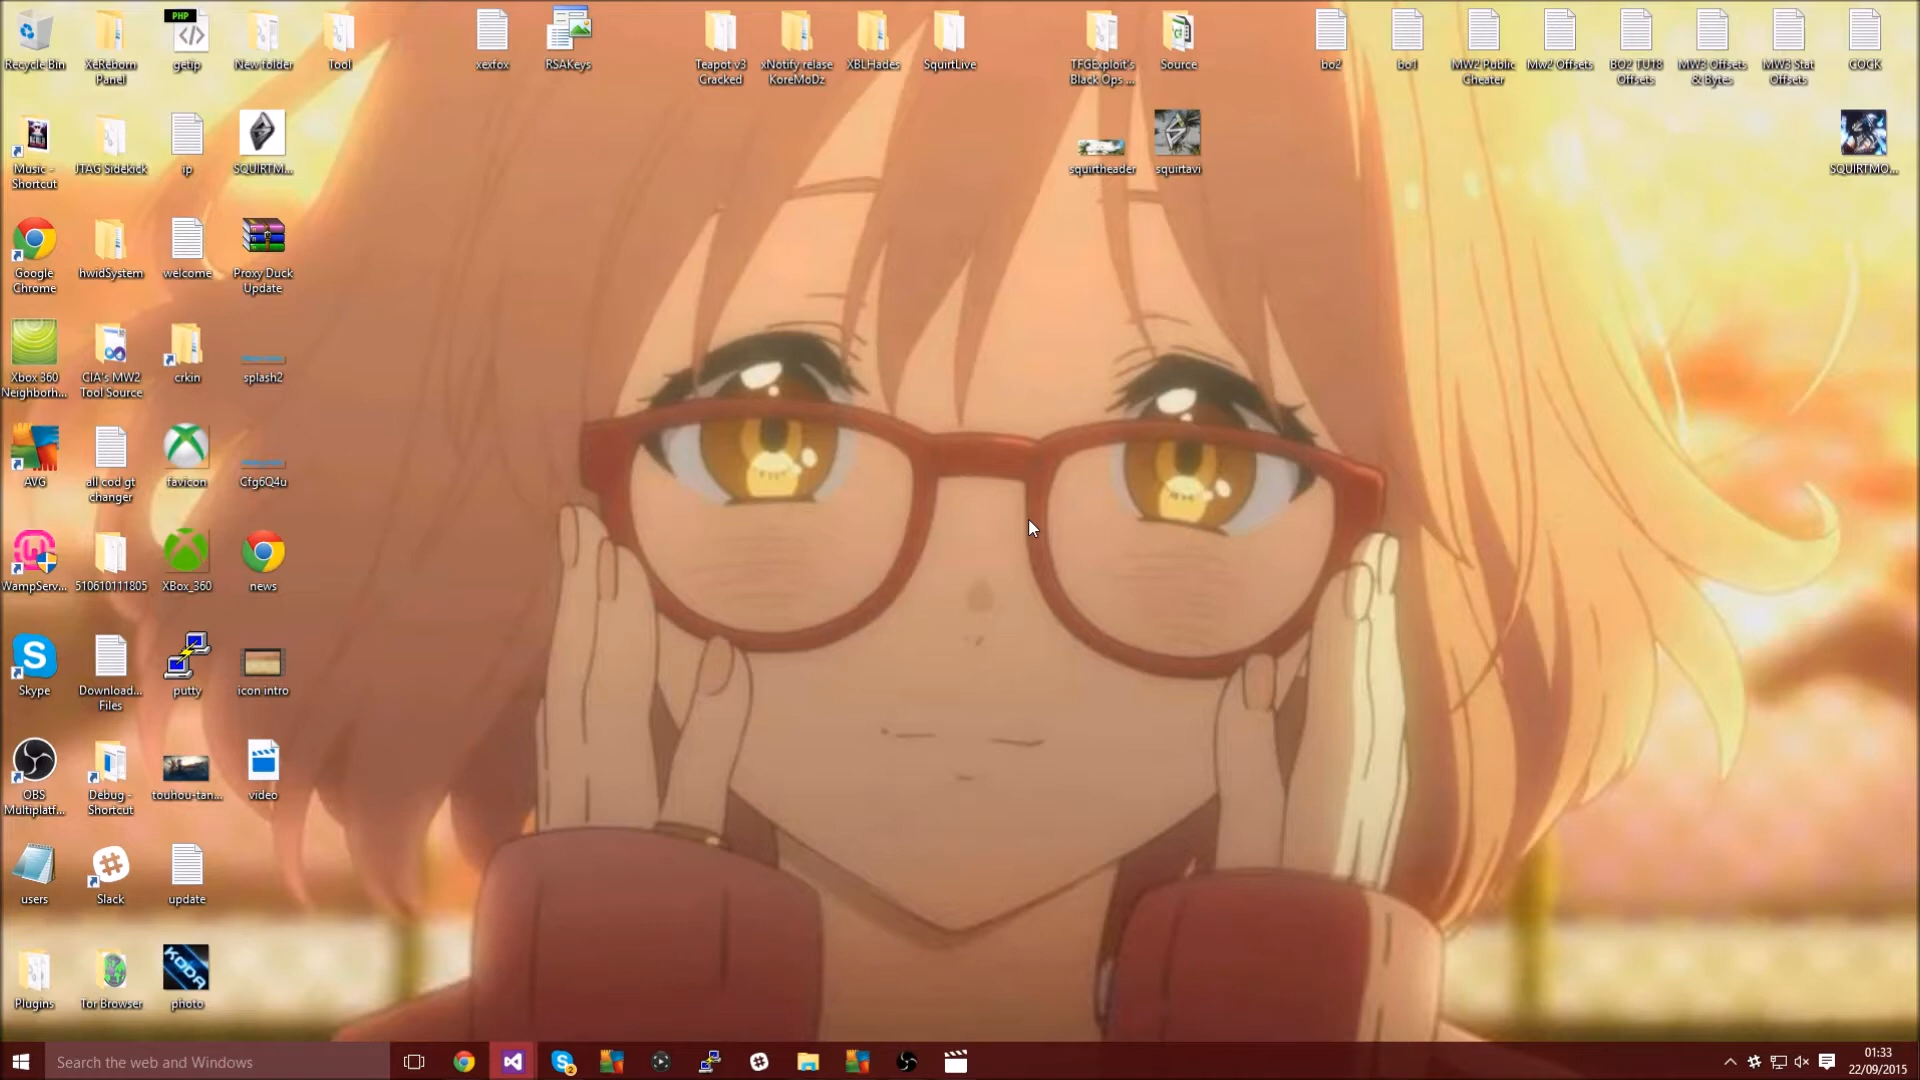 Recycle Bin
XeReborn
Panel
PHP
getip
New folder
Tool
xexfox
RSAKeys
Teapot v3
Cracked
xNotify relase
KoreMoDz
XBLHades
SquirtLive
TFGExploit's
Black Ops ...
Source
bo2
bo1
MW2 Public
Cheater
Mw2 Offsets
BO2 TU18
Offsets
MW3 Offsets
& Bytes
MW3 Stat
Offsets
COCK
Music -
Shortcut
JTAG Sidekick
ip
SQUIRTM...
squirtheader
squirtavi
SQUIRTMO...
Google
Chrome
hwidSystem
welcome
Proxy Duck
Update
Xbox 360
Neighborh...
CIA's MW2
Tool Source
crkin
splash2
AVG
all cod gt
changer
favicon
Cfg6Q4u
WampServ...
510610111805
XBox_360
news
Skype
Download...
Files
putty
icon intro
OBS
Multiplatf...
Debug -
Shortcut
touhou-tan...
video
users
Slack
update
Plugins
Tor Browser
KODA
photo
Search the web and Windows
2
01:33
22/09/2015